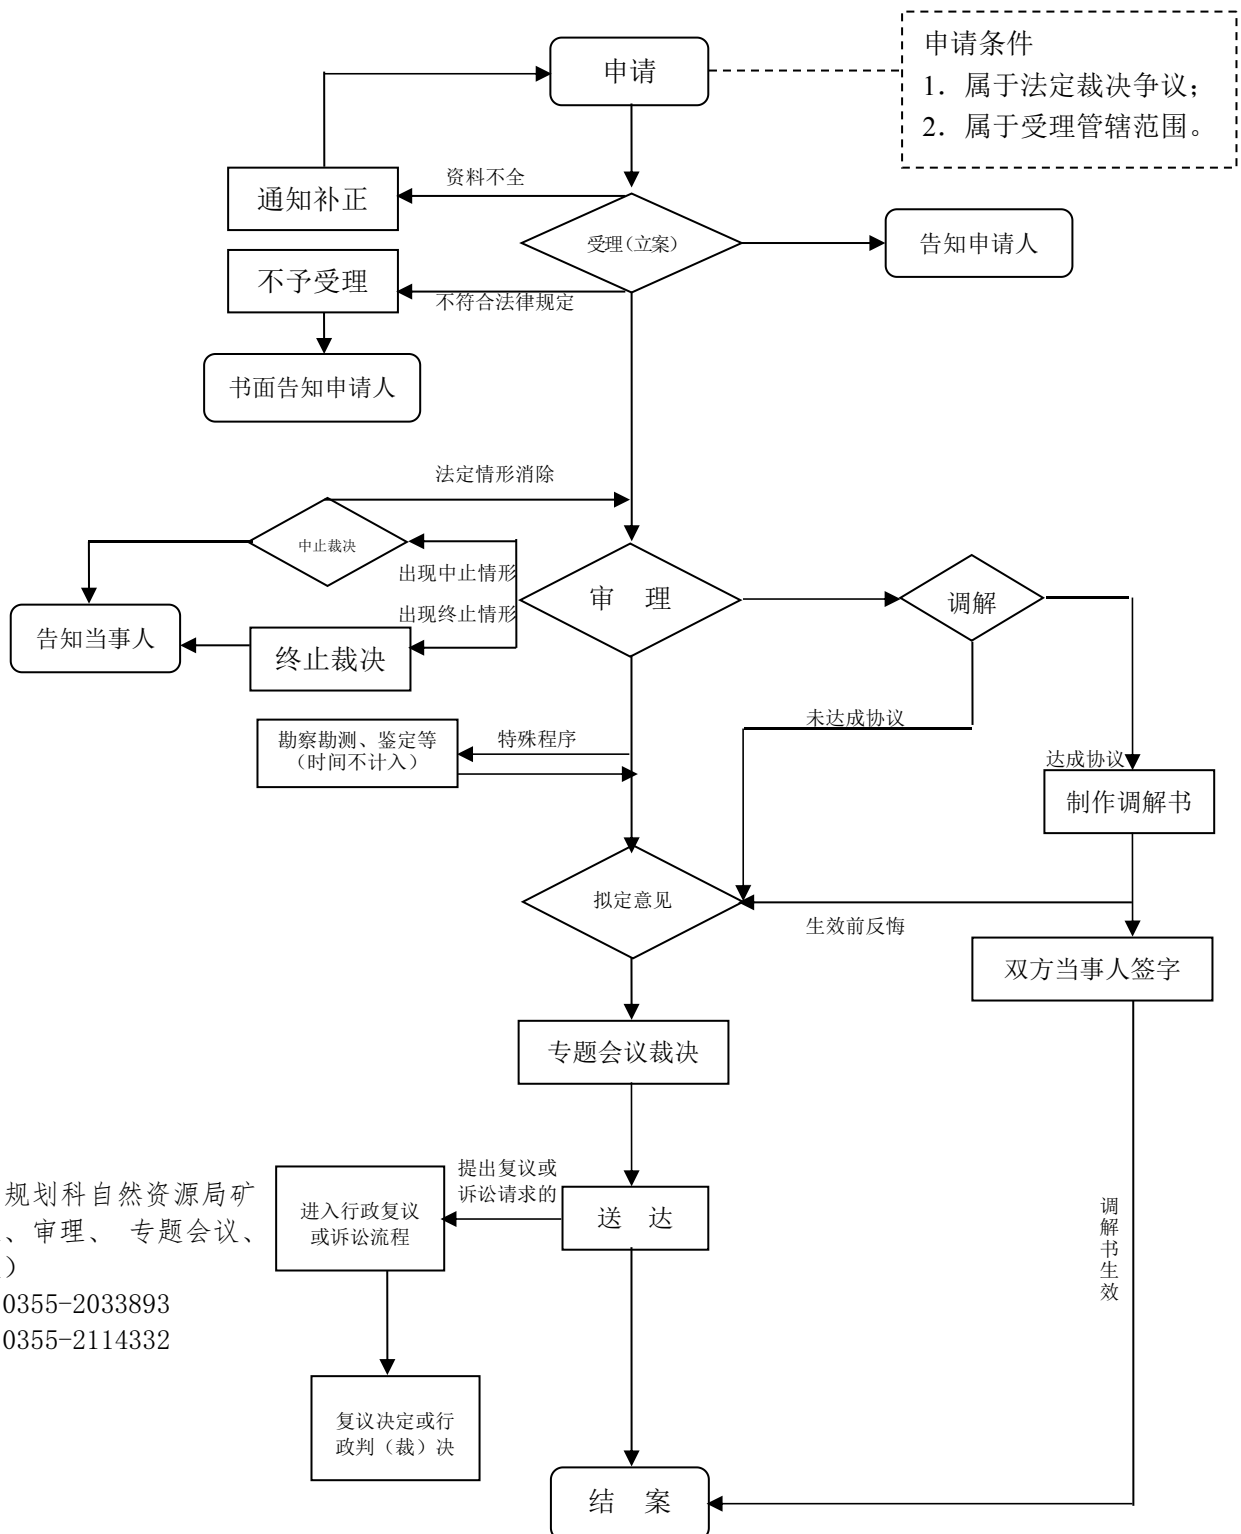 申请
申请条件
1. 属于法定裁决争议；
2. 属于受理管辖范围。
资料不全
通知补正
受理(立案)
告知申请人
不予受理
不符合法律规定
书面告知申请人
法定情形消除
中止裁决
出现中止情形
审 理
调解
出现终止情形
告知当事人
终止裁决
未达成协议
勘察勘测、鉴定等
（时间不计入）
特殊程序
达成协议
制作调解书
拟定意见
生效前反悔
双方当事人签字
专题会议裁决
提出复议或
诉讼请求的
规划科自然资源局矿
、审理、 专题会议、
）
0355-2033893
0355-2114332
进入行政复议
或诉讼流程
送 达
调解书生效
复议决定或行
政判（裁）决
结 案